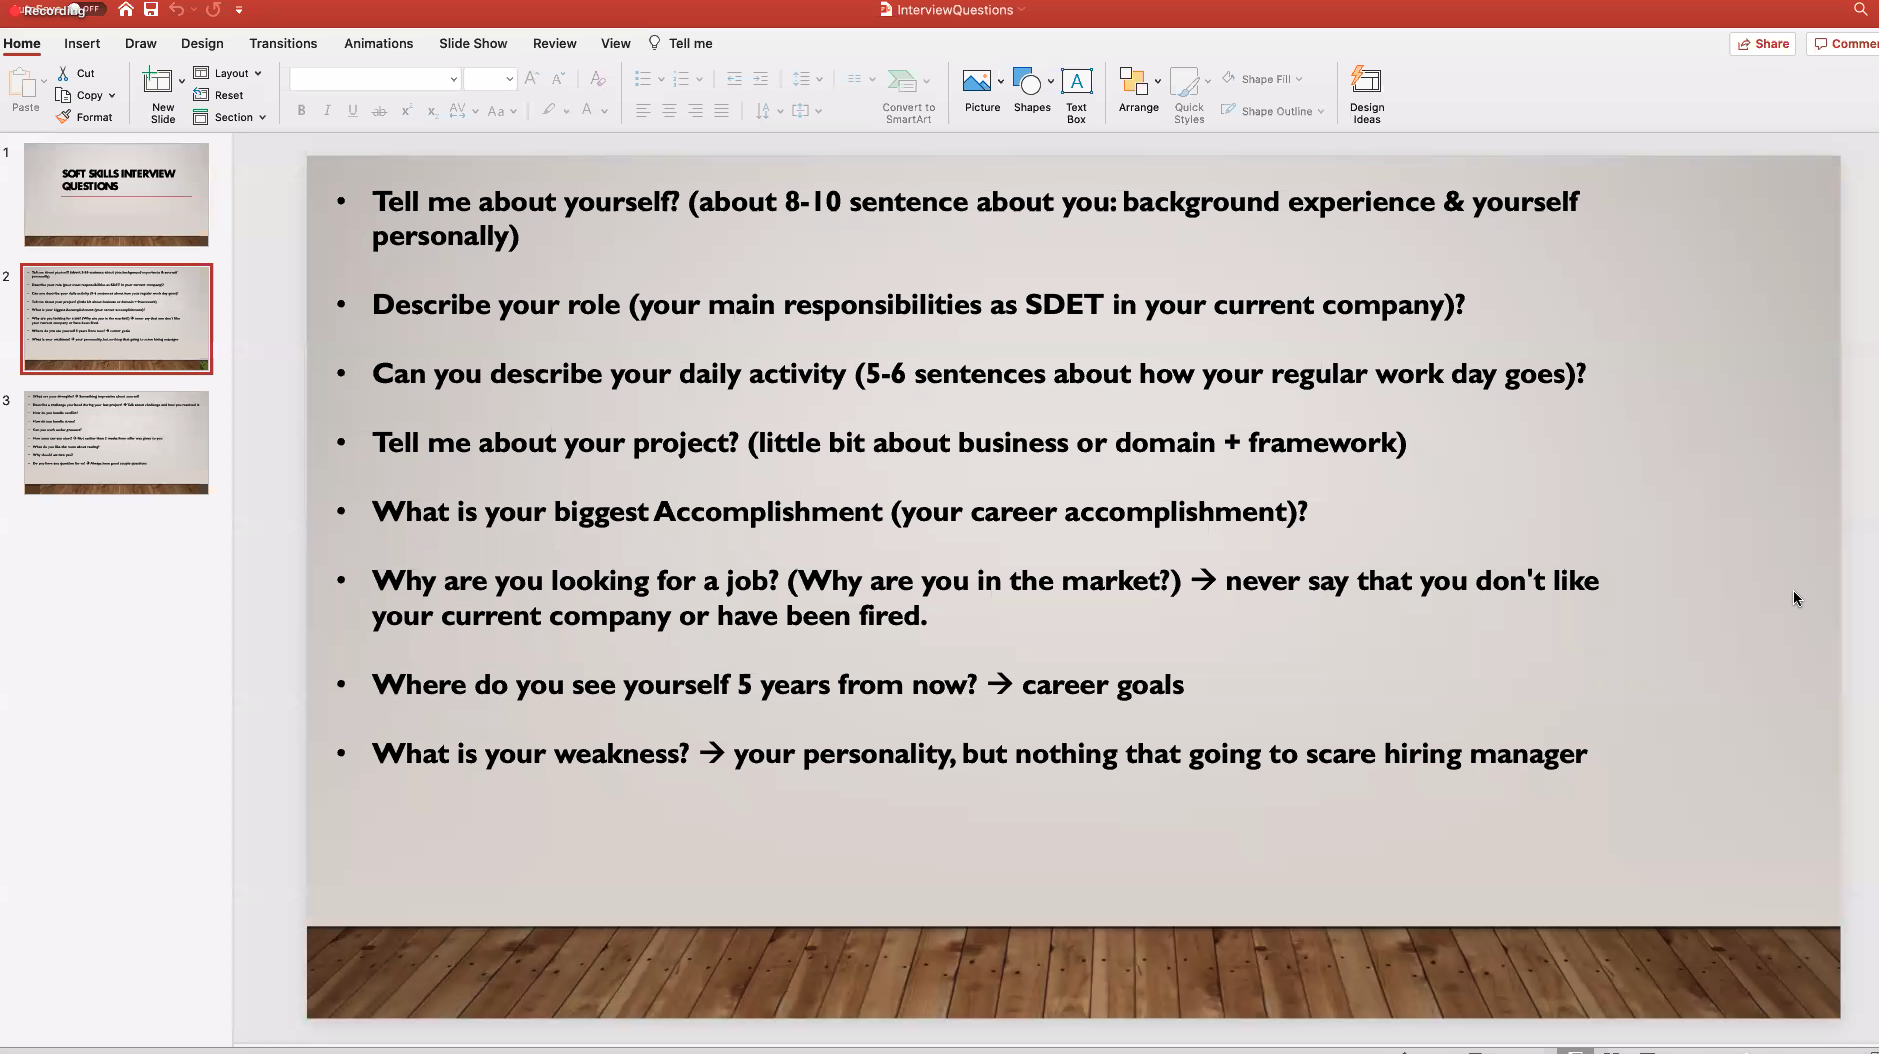 Recording
OFF
InterviewQuestions
Home Insert Draw Design Transitions Animations Slide Show Review View Tell me
Share Comme
Paste
Cut
Copy
Format
New Slide
Layout
Reset
Section
Convert to SmartArt
Picture
Shapes
Text Box
Arrange
Quick Styles
Shape Fill
Shape Outline
Design Ideas
1
SOFT SKILLS INTERVIEW
QUESTIONS
2
3
• Tell me about yourself? (about 8-10 sentence about you: background experience & yourself
personally)
• Describe your role (your main responsibilities as SDET in your current company)?
• Can you describe your daily activity (5-6 sentences about how your regular work day goes)?
• Tell me about your project? (little bit about business or domain + framework)
• What is your biggest Accomplishment (your career accomplishment)?
• Why are you looking for a job? (Why are you in the market?) → never say that you don't like
your current company or have been fired.
• Where do you see yourself 5 years from now? → career goals
• What is your weakness? → your personality, but nothing that going to scare hiring manager